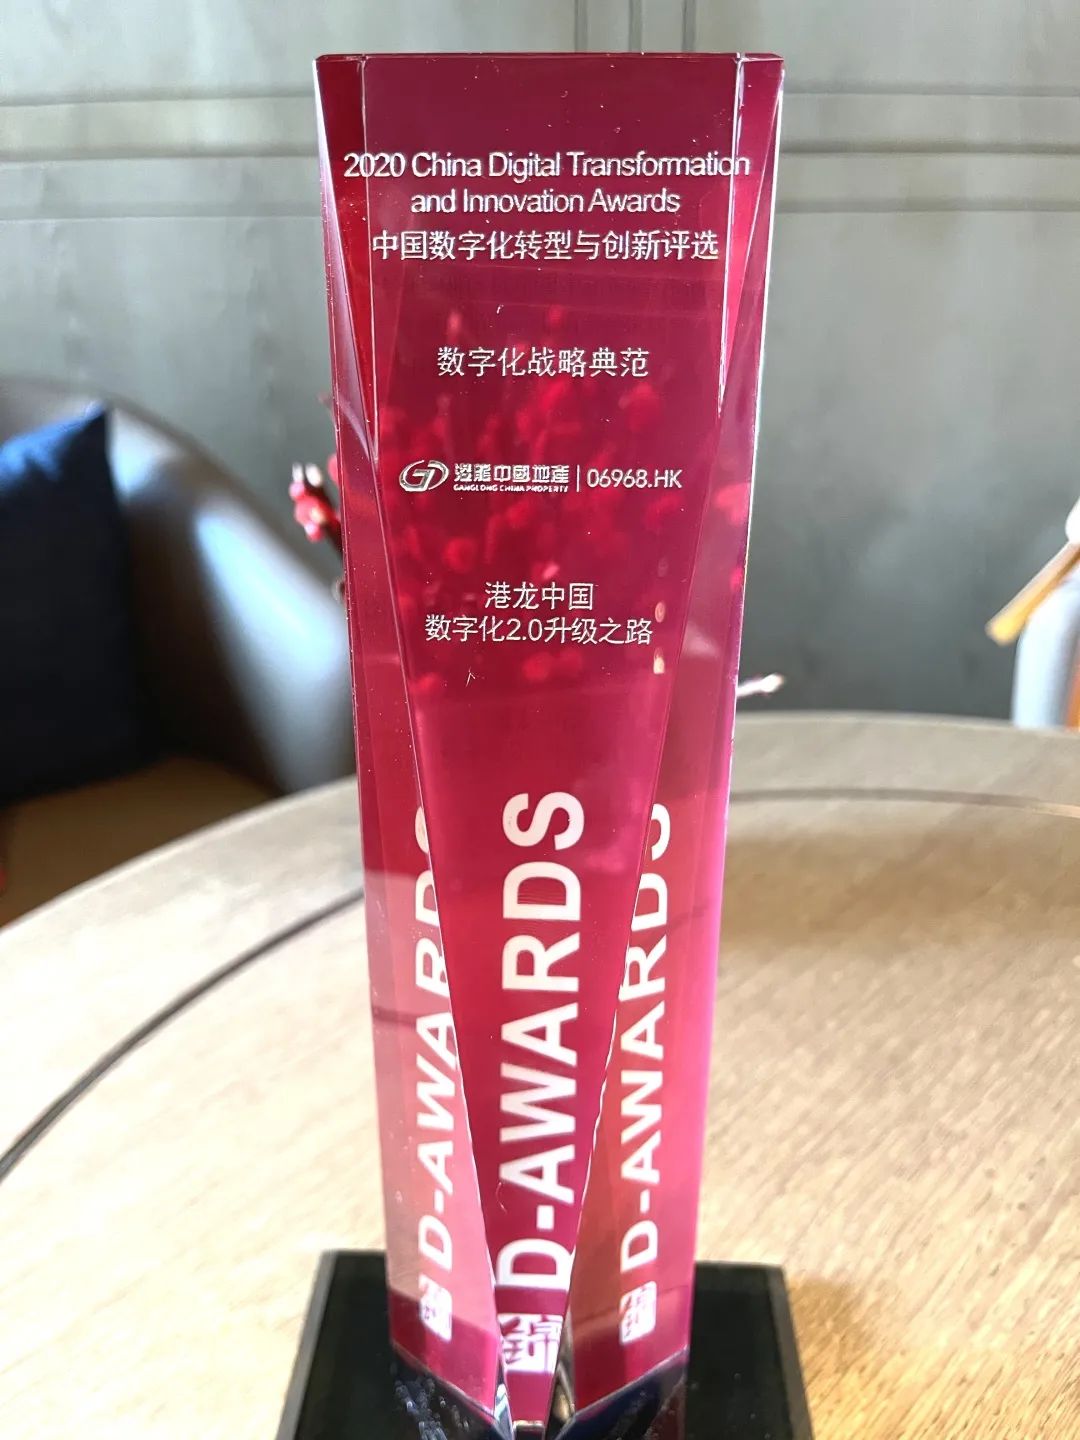 2020 China Digital Transformation
and Innovation Awards
中国数字化转型与创新评选
数字化战略典范
港龍中國地產 | 06968.HK
GANGLONG CHINA PROPERTY
港龙中国
数字化2.0升级之路
D-AWARDS
D-AWARDS
D-AWARDS